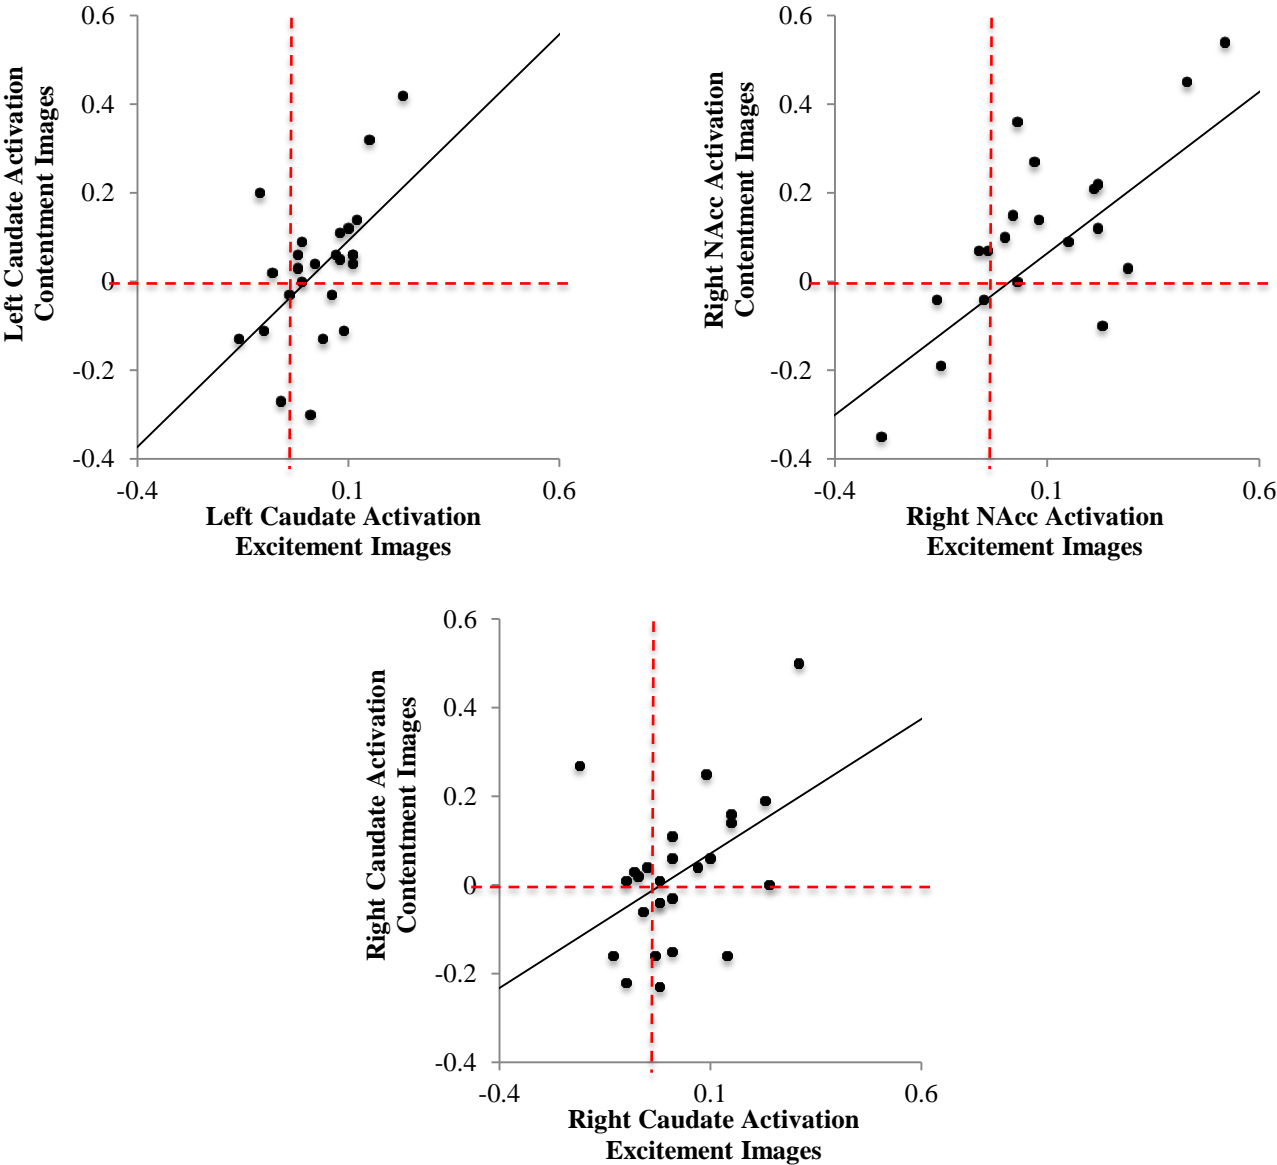 Left Caudate Activation
Contentment Images
0.6
0.4
0.2
0
-0.2
-0.4
-0.4
0.1
0.6
Left Caudate Activation
Excitement Images
Right NAcc Activation
Contentment Images
0.6
0.4
0.2
0
-0.2
-0.4
-0.4
0.1
0.6
Right NAcc Activation
Excitement Images
Right Caudate Activation
Contentment Images
0.6
0.4
0.2
0
-0.2
-0.4
-0.4
0.1
0.6
Right Caudate Activation
Excitement Images